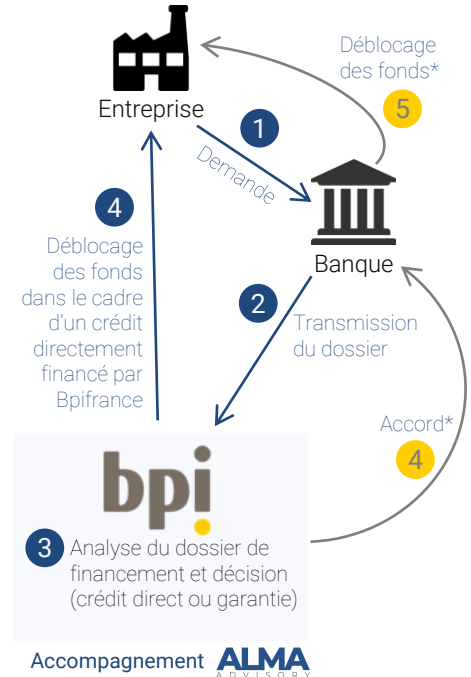 Déblocage
des fonds*
5
Entreprise
1
Demande
Banque
4
Déblocage
des fonds
dans le cadre
d'un crédit
directement
financé par
Bpifrance
2
Transmission
du dossier
Accord*
4
bpi
3
Analyse du dossier de
financement et décision
(crédit direct ou garantie)
Accompagnement ALMA
ADVISORY